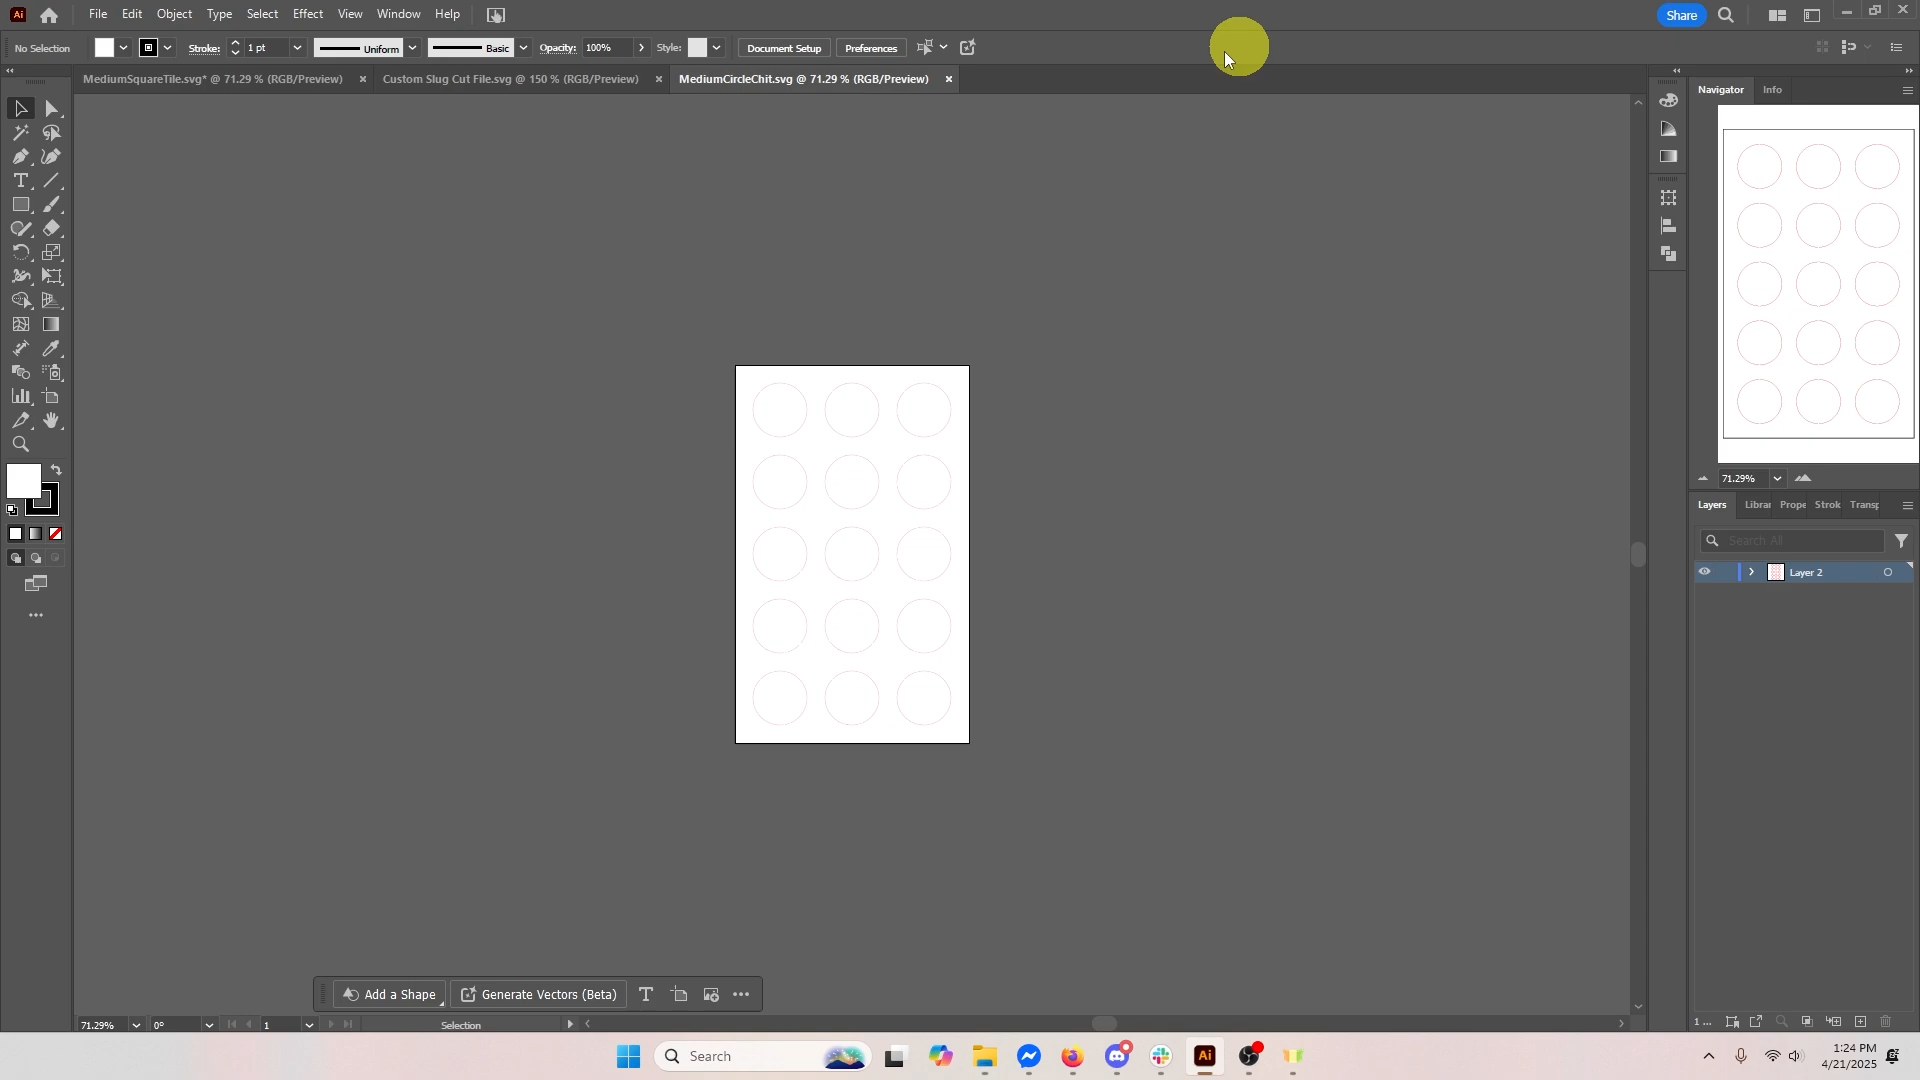 Ai File Edit Object Type Select Effect View Window Help Share
No Selection Stroke: 1 pt Uniform Basic Opacity: 100% Style: Document Setup Preferences
MediumSquareTile.svg* @ 71.29 % (RGB/Preview) × Custom Slug Cut File.svg @ 150 % (RGB/Preview) × MediumCircleChit.svg @ 71.29 % (RGB/Preview) ×
Navigator Info
71.29%
Layers Librar Prope Strok Transp
Search All
Layer 2
Add a Shape Generate Vectors (Beta)
71.29% 0° 1 Selection
1 ...
Search
Ai
1:24 PM
4/21/2025